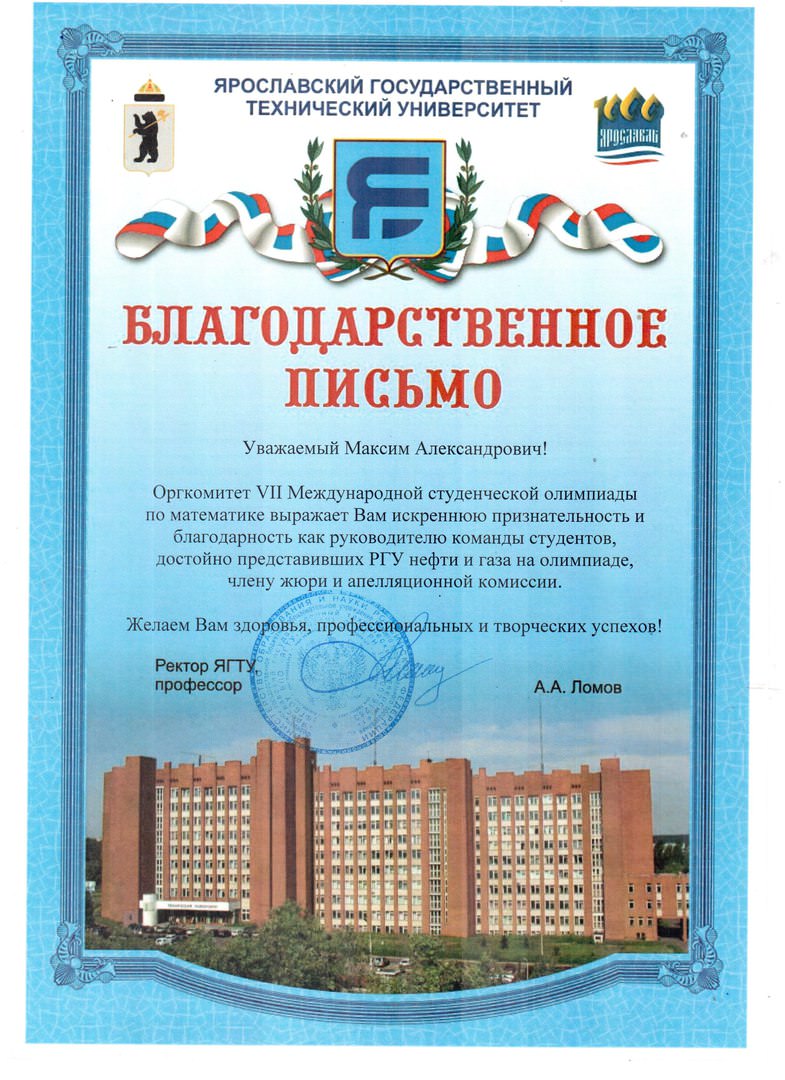 ЯРОСЛАВСКИЙ ГОСУДАРСТВЕННЫЙ
ТЕХНИЧЕСКИЙ УНИВЕРСИТЕТ
1000
ЯРОСЛАВЛЬ
БЛАГОДАРСТВЕННОЕ
ПИСЬМО
Уважаемый Максим Александрович!
Оргкомитет VII Международной студенческой олимпиады
по математике выражает Вам искреннюю признательность и
благодарность как руководителю команды студентов,
достойно представивших РГУ нефти и газа на олимпиаде,
члену жюри и апелляционной комиссии.
Желаем Вам здоровья, профессиональных и творческих успехов!
Ректор ЯГТУ,
профессор
А.А. Ломов
ТЕХНИЧЕСКИЙ УНИВЕРСИТЕТ